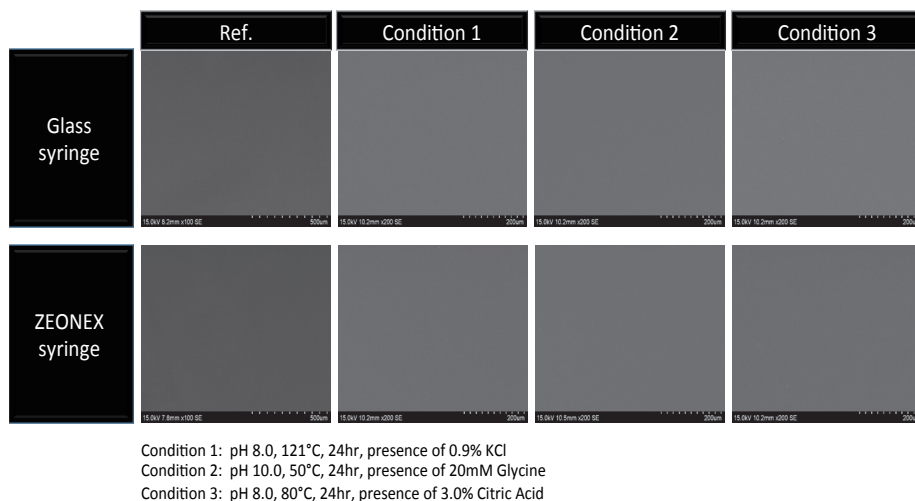 Ref.
Condition 1
Condition 2
Condition 3
Glass
syringe
15.0kV 8.2mm x100 SE 500um
15.0kV 10.2mm x200 SE 200um
15.0kV 10.2mm x200 SE 200um
15.0kV 10.2mm x200 SE 200u
ZEONEX
syringe
15.0kV 7.8mm x100 SE 500um
15.0kV 10.2mm x200 SE 200um
15.0kV 10.5mm x200 SE 200um
15.0kV 10.2mm x200 SE 200u
Condition 1: pH 8.0, 121°C, 24hr, presence of 0.9% KCl
Condition 2: pH 10.0, 50°C, 24hr, presence of 20mM Glycine
Condition 3: pH 8.0, 80°C, 24hr, presence of 3.0% Citric Acid